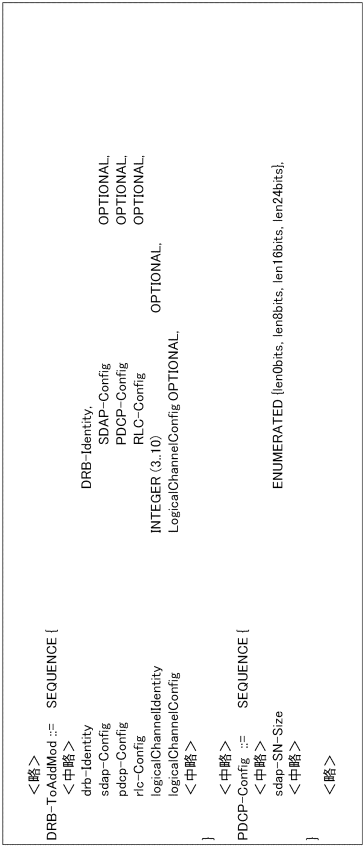 <略>
DRB-ToAddMod ::= SEQUENCE {
<中略>
drb-Identity DRB-Identity,
sdap-Config SDAP-Config OPTIONAL,
pdcp-Config PDCP-Config OPTIONAL,
rlc-Config RLC-Config OPTIONAL,
logicalChannelIdentity INTEGER (3..10) OPTIONAL,
logicalChannelConfig LogicalChannelConfig OPTIONAL,
<中略>
}
<中略>
PDCP-Config ::= SEQUENCE {
<中略>
sdap-SN-Size ENUMERATED {len0bits, len8bits, len16bits, len24bits},
<中略>
}
<略>